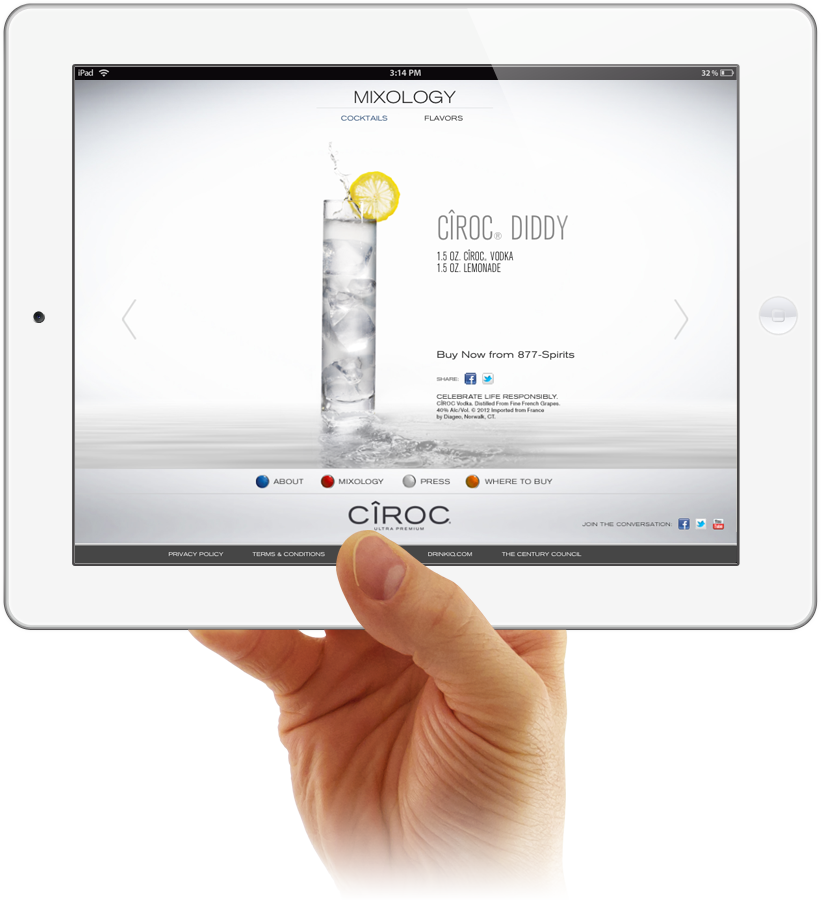 iPad 3:14 PM 32 %
MIXOLOGY
COCKTAILS FLAVORS
CÎROC® DIDDY
1.5 OZ. CÎROC® VODKA
1.5 OZ. LEMONADE
Buy Now from 877-Spirits
SHARE:
CELEBRATE LIFE RESPONSIBLY.
CÎROC Vodka. Distilled From Fine French Grapes.
40% Alc/Vol. © 2012 Imported from France
by Diageo, Norwalk, CT.
ABOUT MIXOLOGY PRESS WHERE TO BUY
CÎROC
ULTRA PREMIUM
JOIN THE CONVERSATION: You Tube
PRIVACY POLICY TERMS & CONDITIONS DRINKIQ.COM THE CENTURY COUNCIL